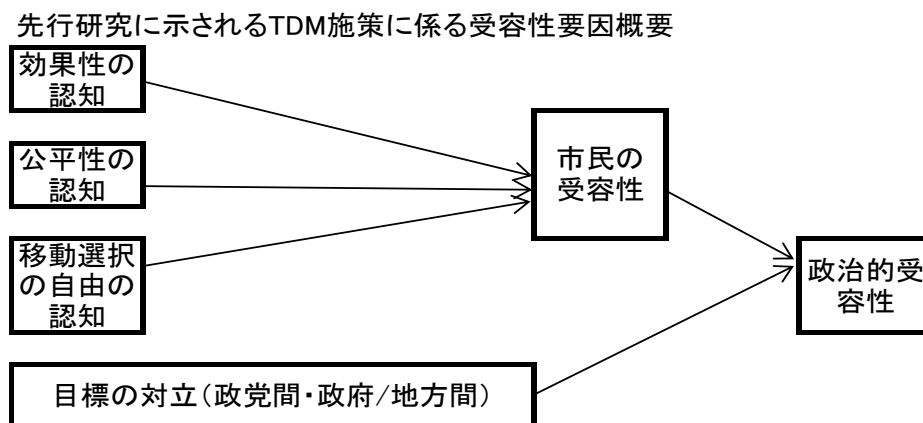 先行研究に示されるTDM施策に係る受容性要因概要
効果性の
認知
公平性の
認知
移動選択
の自由の
認知
市民の
受容性
政治的受
容性
目標の対立(政党間・政府/地方間)